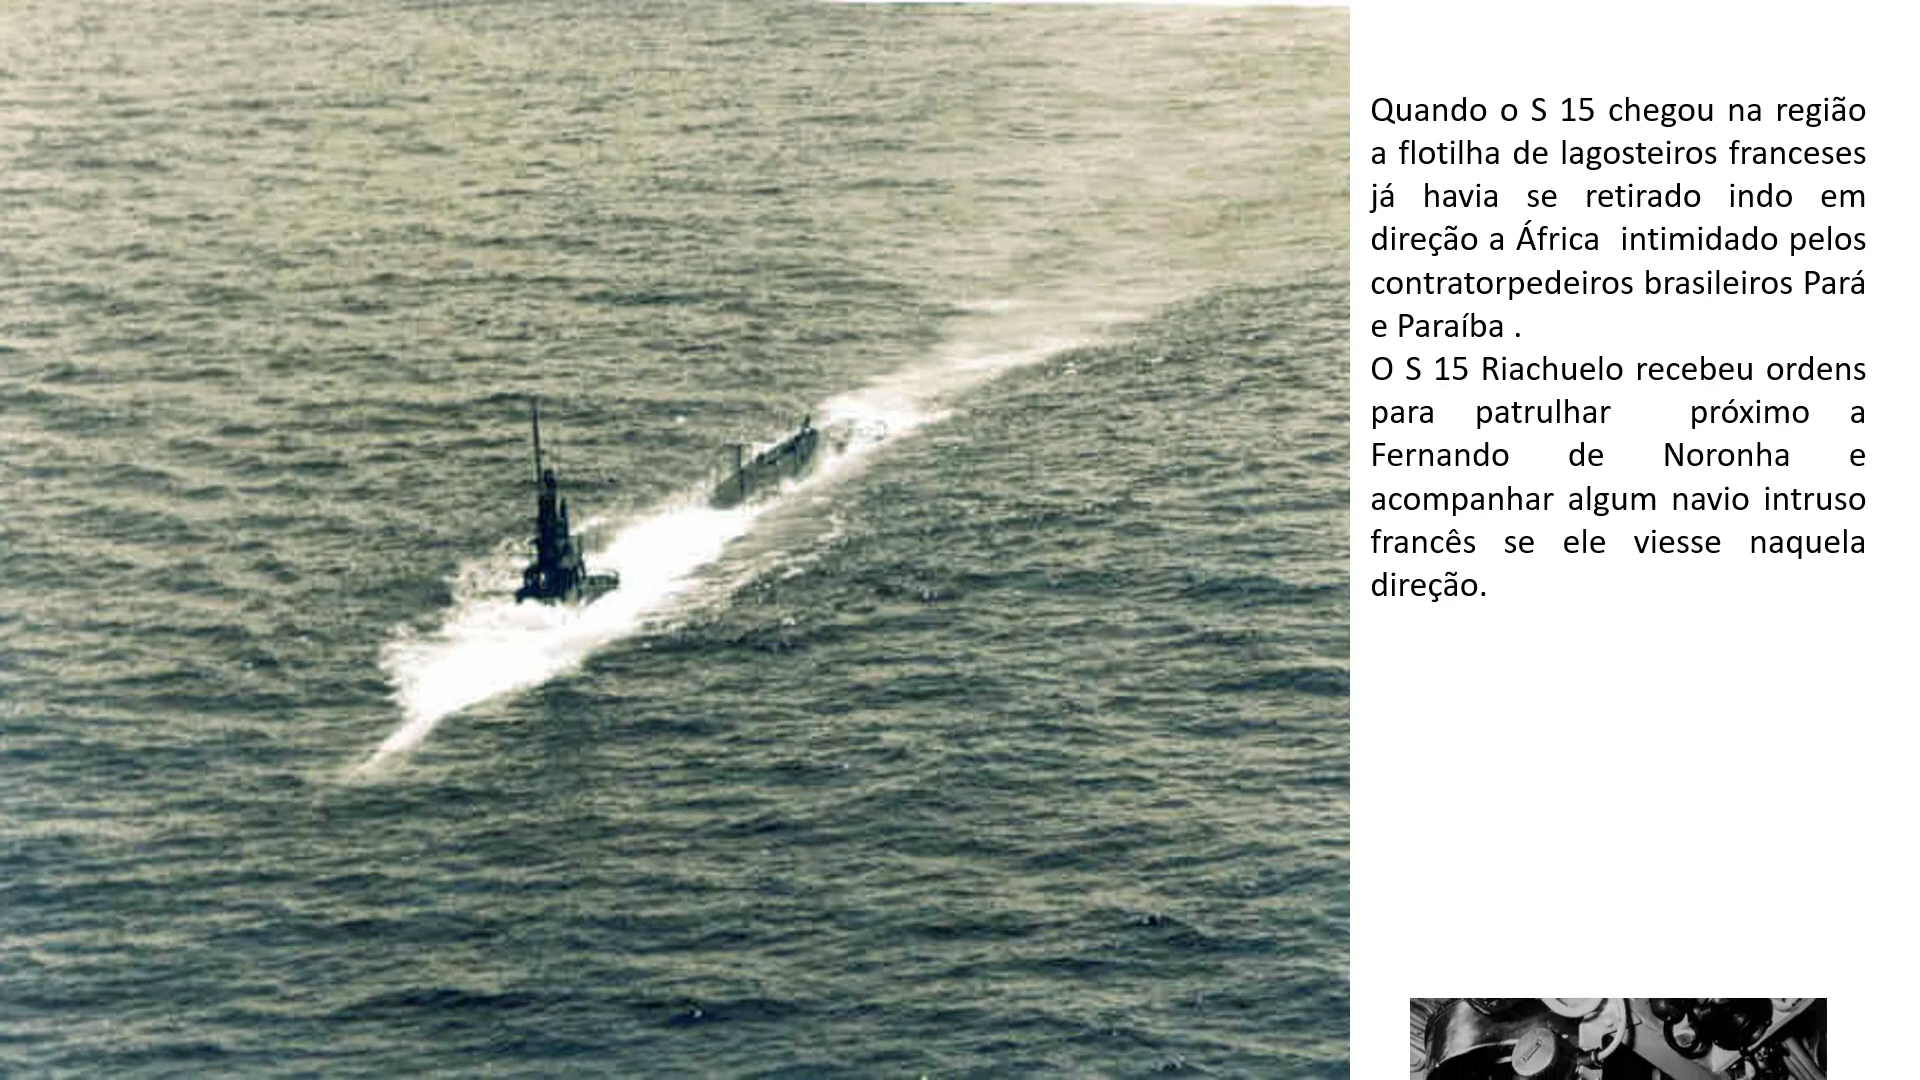 Quando o S 15 chegou na região
a flotilha de lagosteiros franceses
já havia se retirado indo em
direção a África  intimidado pelos
contratorpedeiros brasileiros Pará
e Paraíba .
O S 15 Riachuelo recebeu ordens
para patrulhar  próximo a
Fernando de Noronha e
acompanhar algum navio intruso
francês se ele viesse naquela
direção.